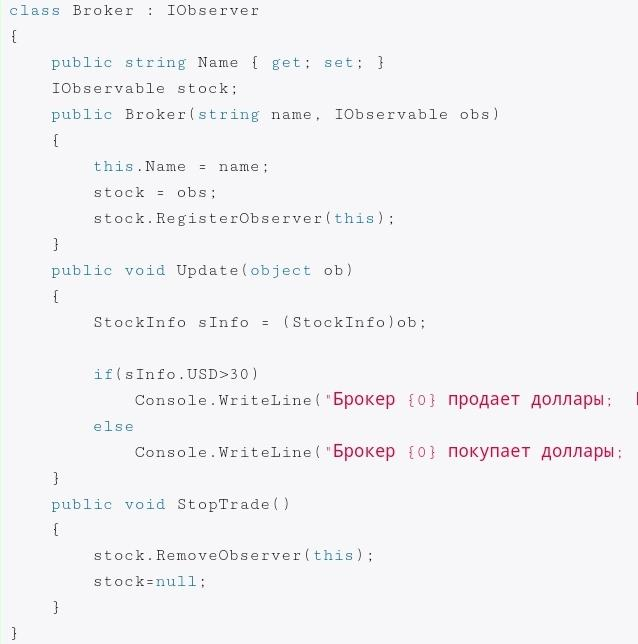 class Broker : IObserver
{
    public string Name { get; set; }
    IObservable stock;
    public Broker(string name, IObservable obs)
    {
        this.Name = name;
        stock = obs;
        stock.RegisterObserver(this);
    }
    public void Update(object ob)
    {
        StockInfo sInfo = (StockInfo)ob;

        if(sInfo.USD>30)
            Console.WriteLine("Брокер {0} продает доллары;
        else
            Console.WriteLine("Брокер {0} покупает доллары;
    }
    public void StopTrade()
    {
        stock.RemoveObserver(this);
        stock=null;
    }
}